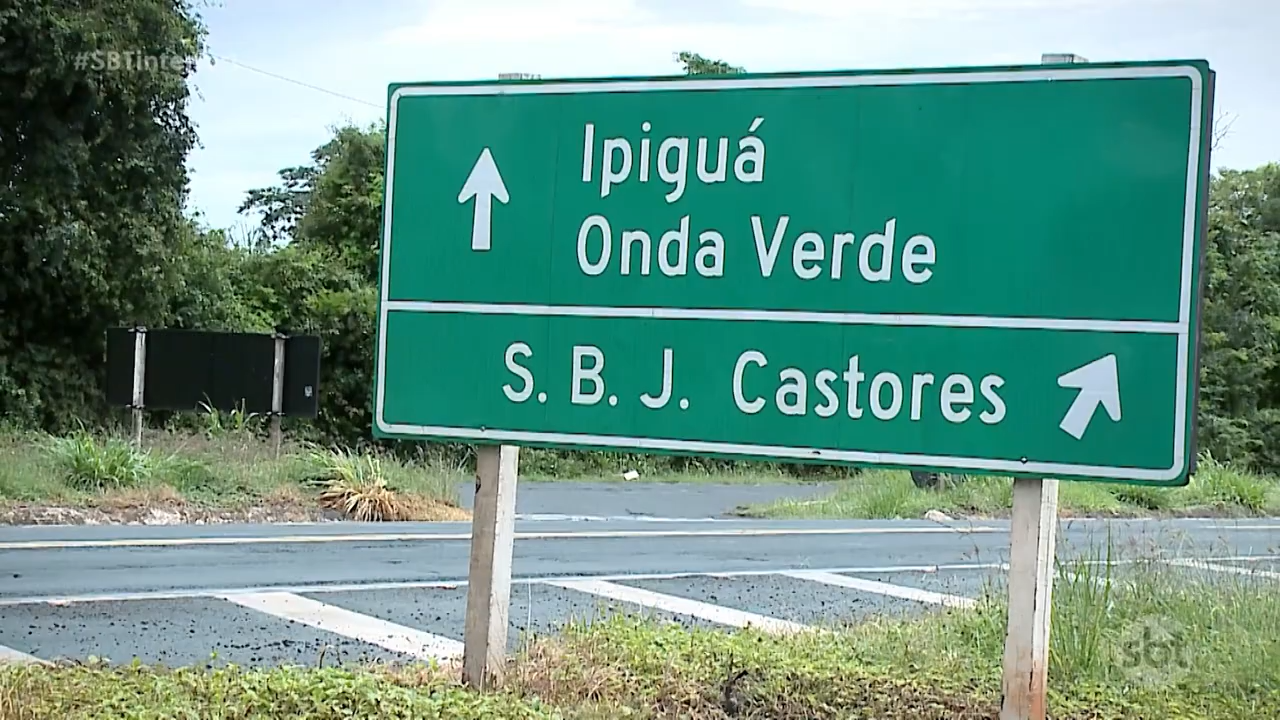 #SBTInter
Ipiguá
Onda Verde
S. B. J. Castores
sbt